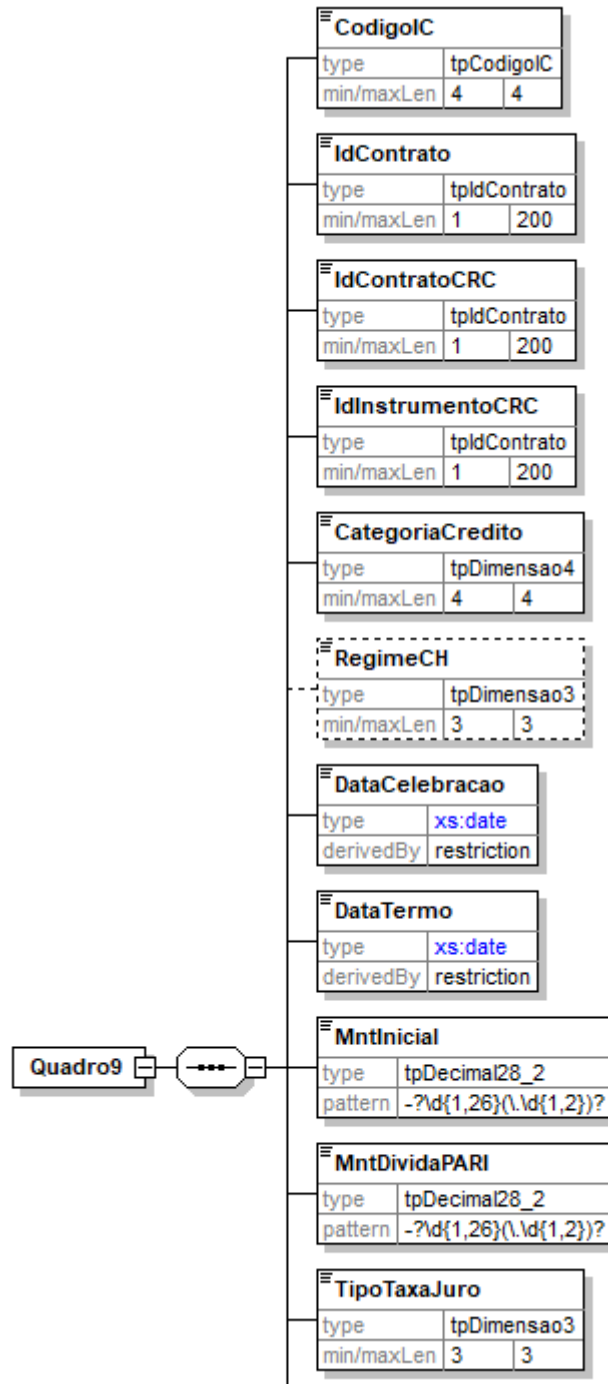 CodigoIC
type tpCodigoIC
min/maxLen 4 4
IdContrato
type tpIdContrato
min/maxLen 1 200
IdContratoCRC
type tpIdContrato
min/maxLen 1 200
IdInstrumentoCRC
type tpIdContrato
min/maxLen 1 200
CategoriaCredito
type tpDimensao4
min/maxLen 4 4
RegimeCH
type tpDimensao3
min/maxLen 3 3
DataCelebracao
type xs:date
derivedBy restriction
DataTermo
type xs:date
derivedBy restriction
Quadro9
MntInicial
type tpDecimal28_2
pattern -?\d{1,26}(\.\d{1,2})?
MntDividaPARI
type tpDecimal28_2
pattern -?\d{1,26}(\.\d{1,2})?
TipoTaxaJuro
type tpDimensao3
min/maxLen 3 3